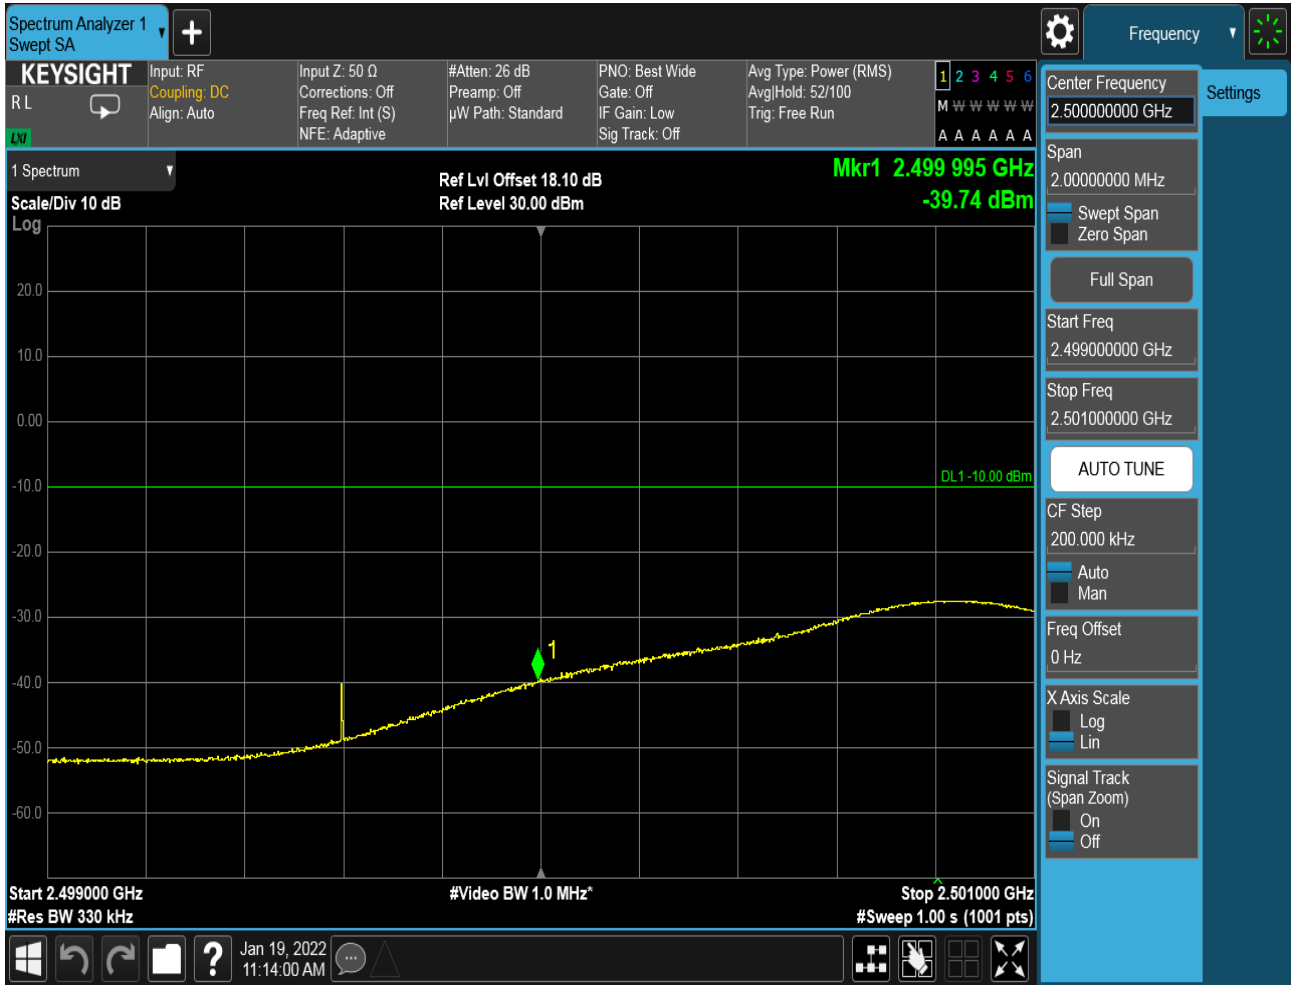 Spectrum Analyzer 1
Swept SA
+
Frequency
KEYSIGHT
R L
LXI
Input: RF
Coupling: DC
Align: Auto
Input Z: 50 Ω
Corrections: Off
Freq Ref: Int (S)
NFE: Adaptive
#Atten: 26 dB
Preamp: Off
µW Path: Standard
PNO: Best Wide
Gate: Off
IF Gain: Low
Sig Track: Off
Avg Type: Power (RMS)
Avg|Hold: 52/100
Trig: Free Run
1 2 3 4 5 6
M W W W W W
A A A A A A
1 Spectrum
Scale/Div 10 dB
Log
Ref Lvl Offset 18.10 dB
Ref Level 30.00 dBm
Mkr1 2.499 995 GHz
-39.74 dBm
20.0
10.0
0.00
-10.0
DL1 -10.00 dBm
-20.0
-30.0
1
-40.0
-50.0
-60.0
Start 2.499000 GHz
#Video BW 1.0 MHz*
Stop 2.501000 GHz
#Res BW 330 kHz
#Sweep 1.00 s (1001 pts)
Center Frequency
2.500000000 GHz
Settings
Span
2.00000000 MHz
Swept Span
Zero Span
Full Span
Start Freq
2.499000000 GHz
Stop Freq
2.501000000 GHz
AUTO TUNE
CF Step
200.000 kHz
Auto
Man
Freq Offset
0 Hz
X Axis Scale
Log
Lin
Signal Track
(Span Zoom)
On
Off
?
Jan 19, 2022
11:14:00 AM